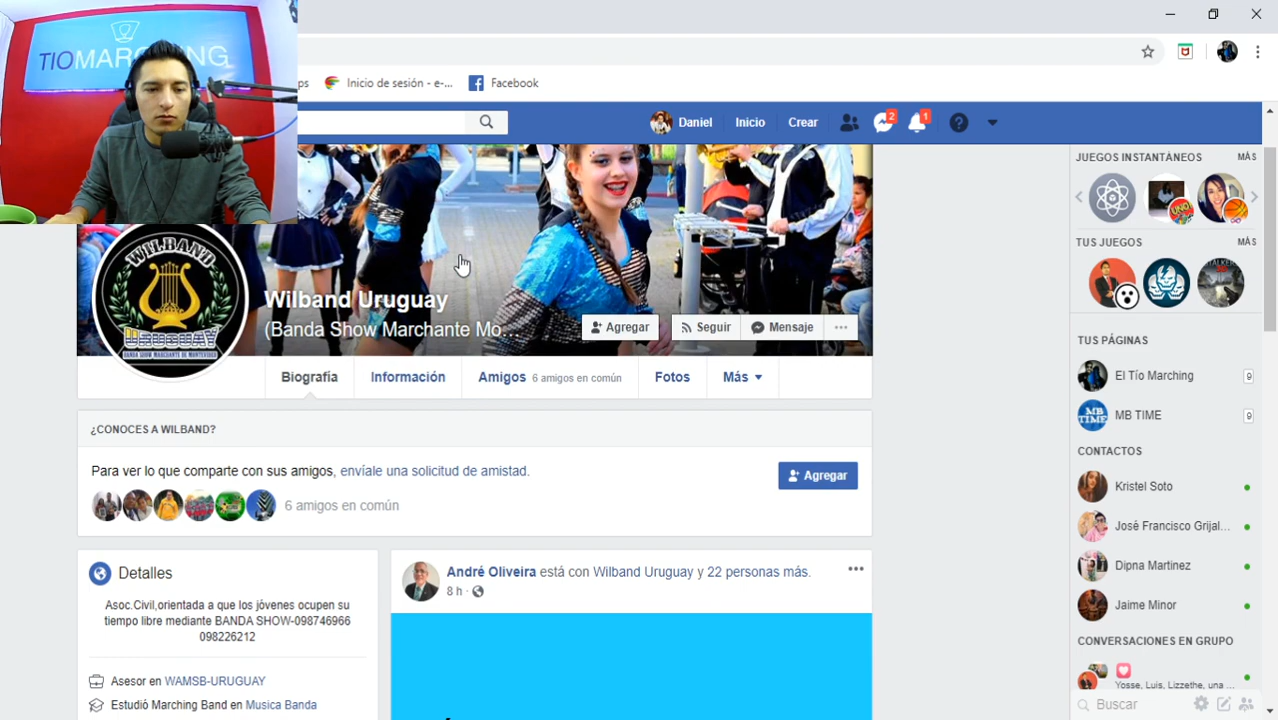 TIOMARCHING
ps
Inicio de sesión - e-...
Facebook
Daniel
Inicio
Crear
2
1
WILBAND
URUGUAY
BANDA SHOW MARCHANTE DE MONTEVIDEO
Wilband Uruguay
(Banda Show Marchante Mo...
Agregar
Seguir
Mensaje
Biografía
Información
Amigos 6 amigos en común
Fotos
Más
¿CONOCES A WILBAND?
Para ver lo que comparte con sus amigos, envíale una solicitud de amistad.
6 amigos en común
Agregar
Detalles
Asoc.Civil,orientada a que los jóvenes ocupen su
tiempo libre mediante BANDA SHOW-098746966
098226212
Asesor en WAMSB-URUGUAY
Estudió Marching Band en Musica Banda
André Oliveira está con Wilband Uruguay y 22 personas más.
8 h
JUEGOS INSTANTÁNEOS MÁS
UNO
TUS JUEGOS MÁS
TUS PÁGINAS
El Tío Marching 9
MB TIME
MB TIME 9
CONTACTOS
Kristel Soto
José Francisco Grijal...
Dipna Martinez
Jaime Minor
CONVERSACIONES EN GRUPO
Yosse, Luis, Lizzethe, una ...
Buscar